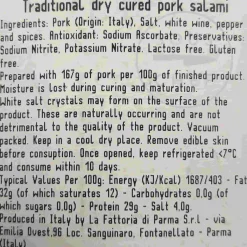 Traditional dry cured pork salami
Ingredients: Pork (Origin: Italy), Salt, white wine, pepper
and spices. Antioxidant: Sodium Ascorbate. Preservatives:
Sodium Nitrite, Potassium Nitrate. Lactose free. Gluten
free.
Prepared with 167g of pork per 100g of finished product.
Moisture is lost during curing and maturation.
White salt crystals may form on the surface of the
product. These are naturally occurring and are not
detrimental to the quality of the product. Vacuum
packed. Keep in a cool dry place. Remove edible skin
before consuption. Once opened, keep refrigerated <7°C
and consume within 10 days.
Typical Values Per 100g: Energy (KJ/Kcal) 1687/403 - Fat
32g (of which saturates 12) - Carbohydrates 0.0g (of
which sugars 0.0g) - Protein 29g - Salt 4.0g.
Produced in Italy by La Fattoria di Parma S.r.l - via
Emilia Ovest,96 Loc. Sanguinaro, Fontanellato - Parma
(Italy)